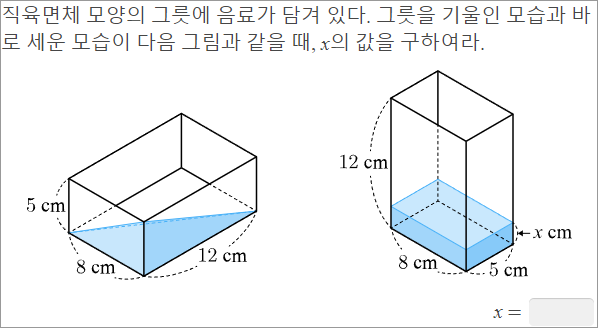 직육면체 모양의 그릇에 음료가 담겨 있다. 그릇을 기울인 모습과 바
로 세운 모습이 다음 그림과 같을 때, x의 값을 구하여라.
5 cm
8 cm
12 cm
12 cm
8 cm
5 cm
x cm
x =